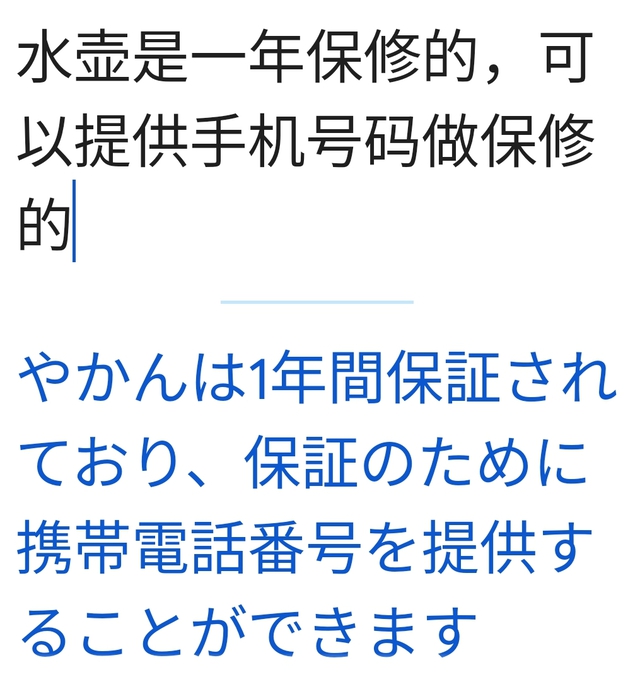 水壶是一年保修的，可
以提供手机号码做保修
的
やかんは1年間保証され
ており、保証のために
携帯電話番号を提供す
ることができます